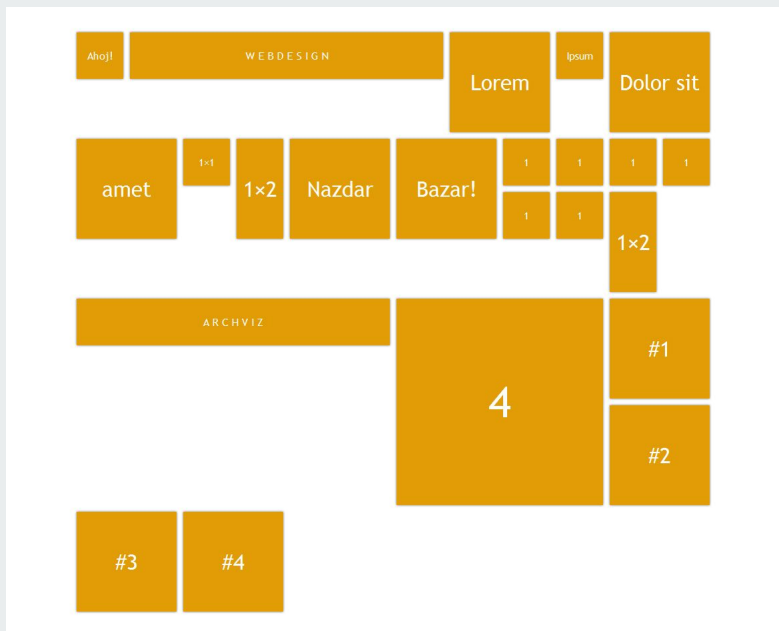 Ahoj!
WEBDESIGN
Lorem
Ipsum
Dolor sit
amet
1×1
1×2
Nazdar
Bazar!
1
1
1
1
1
1
1×2
ARCHVIZ
4
#1
#2
#3
#4